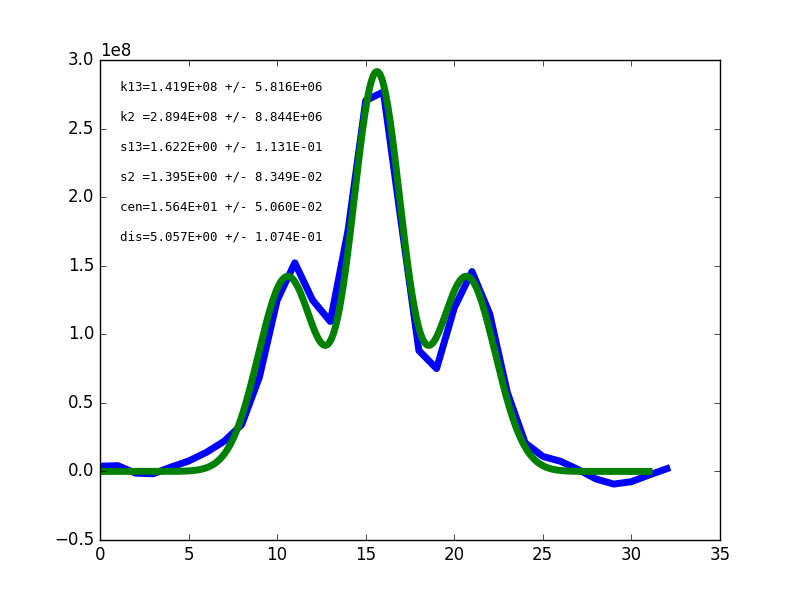 1e8
3.0
k13=1.419E+08 +/- 5.816E+06
k2 =2.894E+08 +/- 8.844E+06
2.5
s13=1.622E+00 +/- 1.131E-01
s2 =1.395E+00 +/- 8.349E-02
2.0
cen=1.564E+01 +/- 5.060E-02
dis=5.057E+00 +/- 1.074E-01
1.5
1.0
0.5
0.0
−0.5
0 5 10 15 20 25 30 35